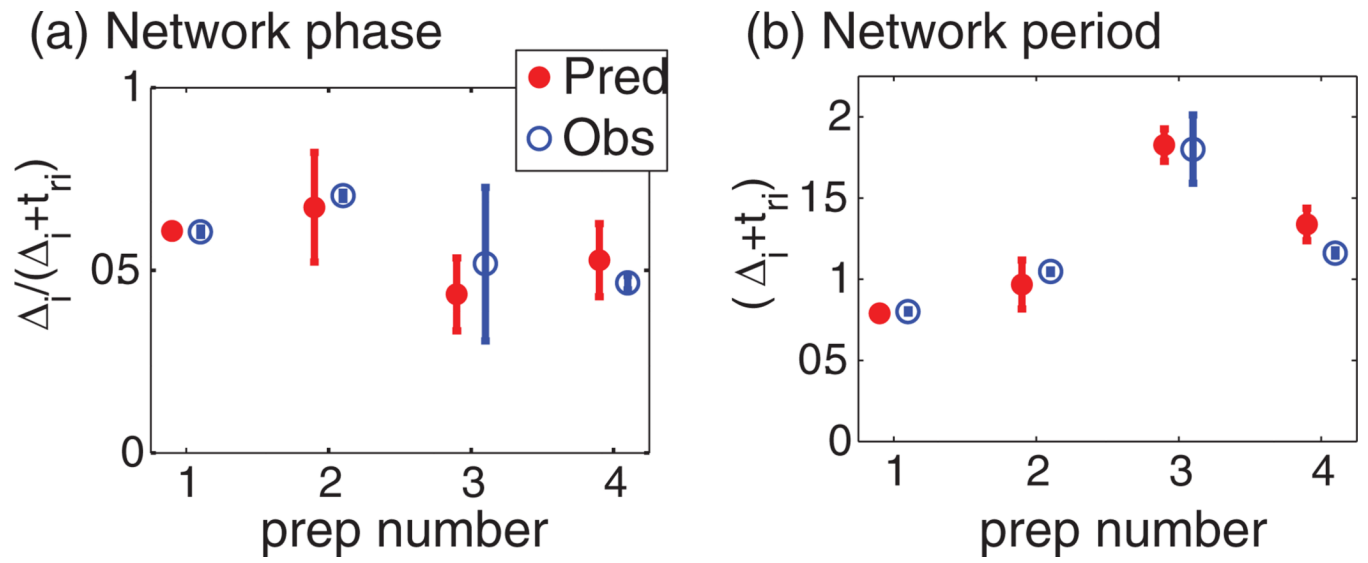 (a) Network phase
Pred
Obs
1
05
0
Δi/(Δi+tri)
1 2 3 4
prep number
(b) Network period
2
15
1
05
0
(Δi+tri)
1 2 3 4
prep number